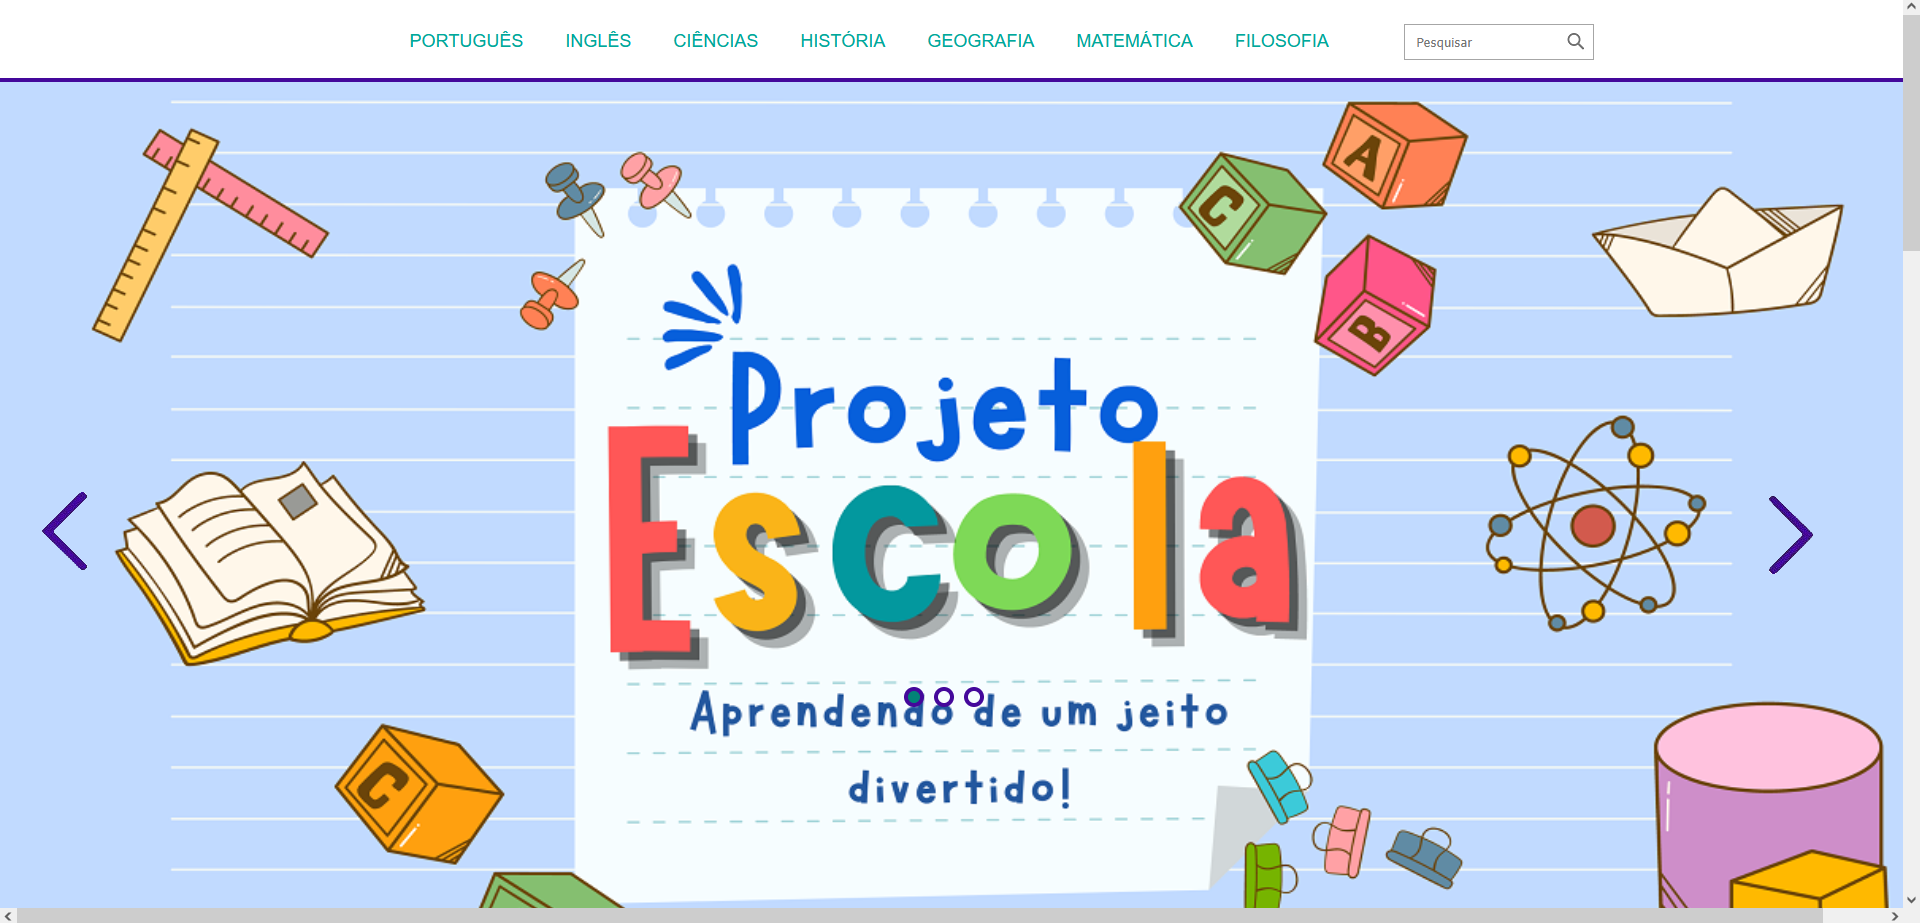 PORTUGUÊS INGLÊS CIÊNCIAS HISTÓRIA GEOGRAFIA MATEMÁTICA FILOSOFIA Pesquisar
A
C
B
Projeto
Escola
Aprendendo de um jeito
divertido!
C